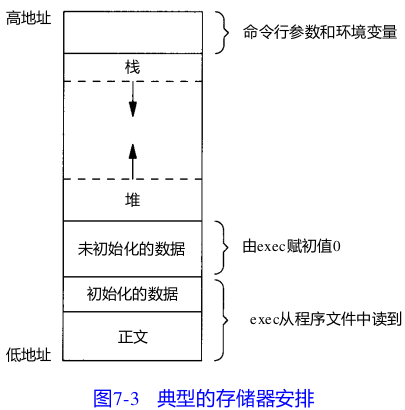 高地址
命令行参数和环境变量
栈
堆
未初始化的数据
由exec赋初值0
初始化的数据
exec从程序文件中读到
正文
低地址
图7-3 典型的存储器安排